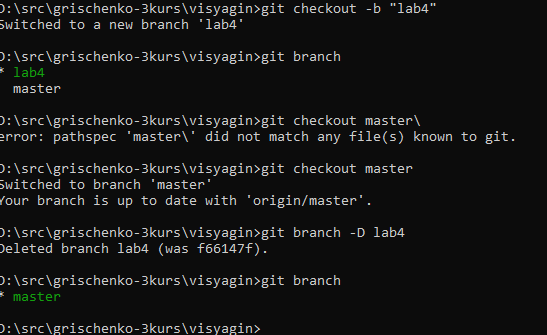 D:\src\grischenko-3kurs\visyagin>git checkout -b "lab4"
Switched to a new branch 'lab4'
D:\src\grischenko-3kurs\visyagin>git branch
* lab4
master
D:\src\grischenko-3kurs\visyagin>git checkout master\
error: pathspec 'master\' did not match any file(s) known to git.
D:\src\grischenko-3kurs\visyagin>git checkout master
Switched to branch 'master'
Your branch is up to date with 'origin/master'.
D:\src\grischenko-3kurs\visyagin>git branch -D lab4
Deleted branch lab4 (was f66147f).
D:\src\grischenko-3kurs\visyagin>git branch
* master
D:\src\grischenko-3kurs\visyagin>